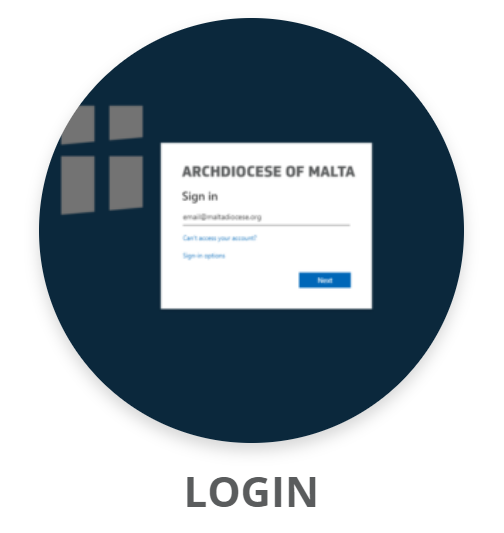 ARCHDIOCESE OF MALTA
Sign in
email@maltadiocese.org
Can't access your account?
Sign-in options
Next
LOGIN